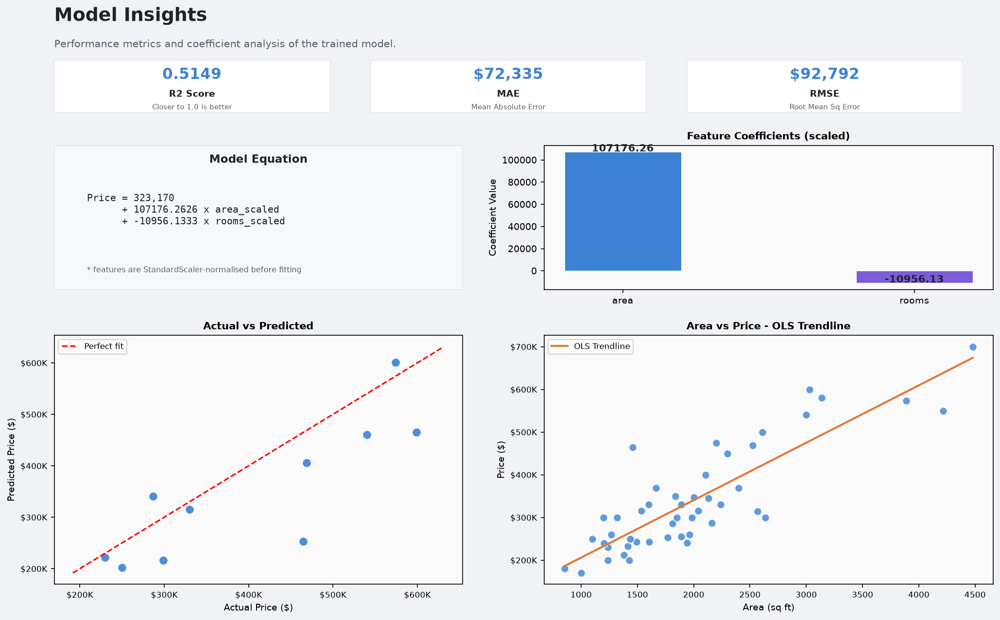 Model Insights
Performance metrics and coefficient analysis of the trained model.
0.5149
R2 Score
Closer to 1.0 is better
$72,335
MAE
Mean Absolute Error
$92,792
RMSE
Root Mean Sq Error
Model Equation
Price = 323,170
+ 107176.2626 x area_scaled
+ -10956.1333 x rooms_scaled
* features are StandardScaler-normalised before fitting
Feature Coefficients (scaled)
107176.26
-10956.13
Coefficient Value
100000
80000
60000
40000
20000
0
area
rooms
Actual vs Predicted
Perfect fit
Predicted Price ($)
$600K
$500K
$400K
$300K
$200K
$200K
$300K
$400K
$500K
$600K
Actual Price ($)
Area vs Price - OLS Trendline
OLS Trendline
Price ($)
$700K
$600K
$500K
$400K
$300K
$200K
1000
1500
2000
2500
3000
3500
4000
4500
Area (sq ft)